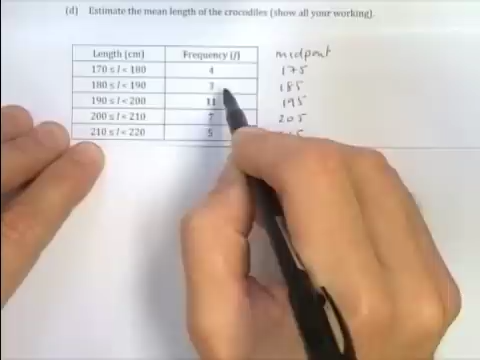 (d) Estimate the mean length of the crocodiles (show all your working).
Length (cm) Frequency (f) midpoint
170 ≤ l < 180 4 175
180 ≤ l < 190 3 185
190 ≤ l < 200 11 195
200 ≤ l < 210 7 205
210 ≤ l < 220 5